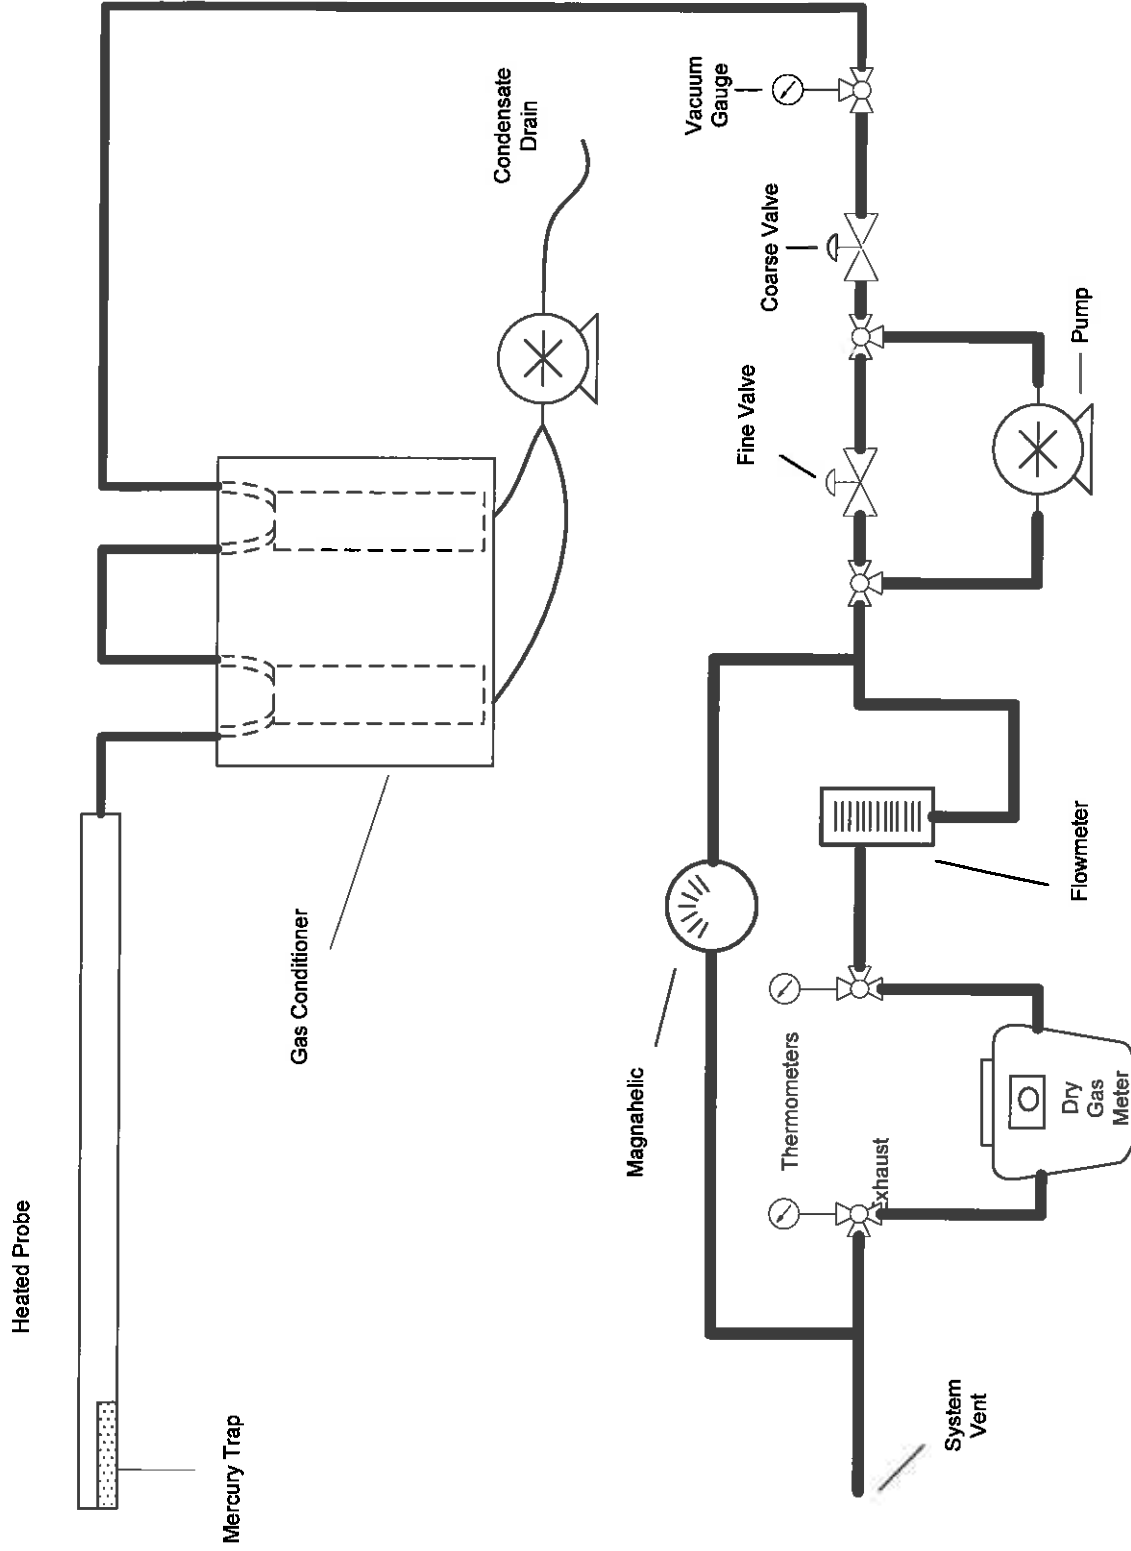 Heated Probe
Mercury Trap
Gas Conditioner
Condensate
Drain
Vacuum
Gauge
Coarse Valve
Fine Valve
Pump
Magnahelic
Thermometers
Exhaust
Flowmeter
Dry
Gas
Meter
System
Vent